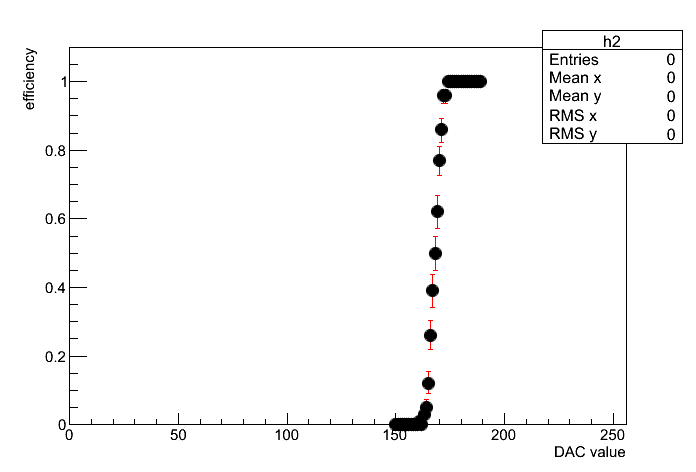 h2
Entries 0
Mean x 0
Mean y 0
RMS x 0
RMS y 0
efficiency
1
0.8
0.6
0.4
0.2
0
0 50 100 150 200 250
DAC value